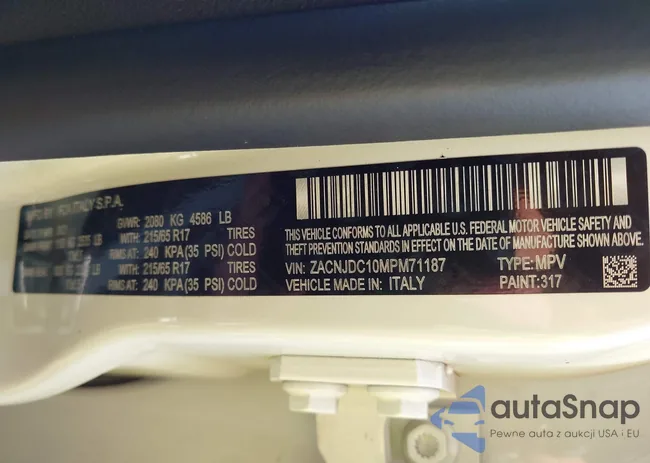 MFG BY: FCA ITALY S.P.A.
GVWR: 2080 KG 4586 LB
WITH: 215/65 R17 TIRES
RIMS AT: 240 KPA(35 PSI) COLD
WITH: 215/65 R17 TIRES
RIMS AT: 240 KPA(35 PSI) COLD
THIS VEHICLE CONFORMS TO ALL APPLICABLE U.S. FEDERAL MOTOR VEHICLE SAFETY AND
THEFT PREVENTION STANDARDS IN EFFECT ON THE DATE OF MANUFACTURE SHOWN ABOVE.
VIN: ZACNJDC10MPM71187 TYPE: MPV
VEHICLE MADE IN: ITALY PAINT: 317
autaSnap
Pewne auta z aukcji USA i EU